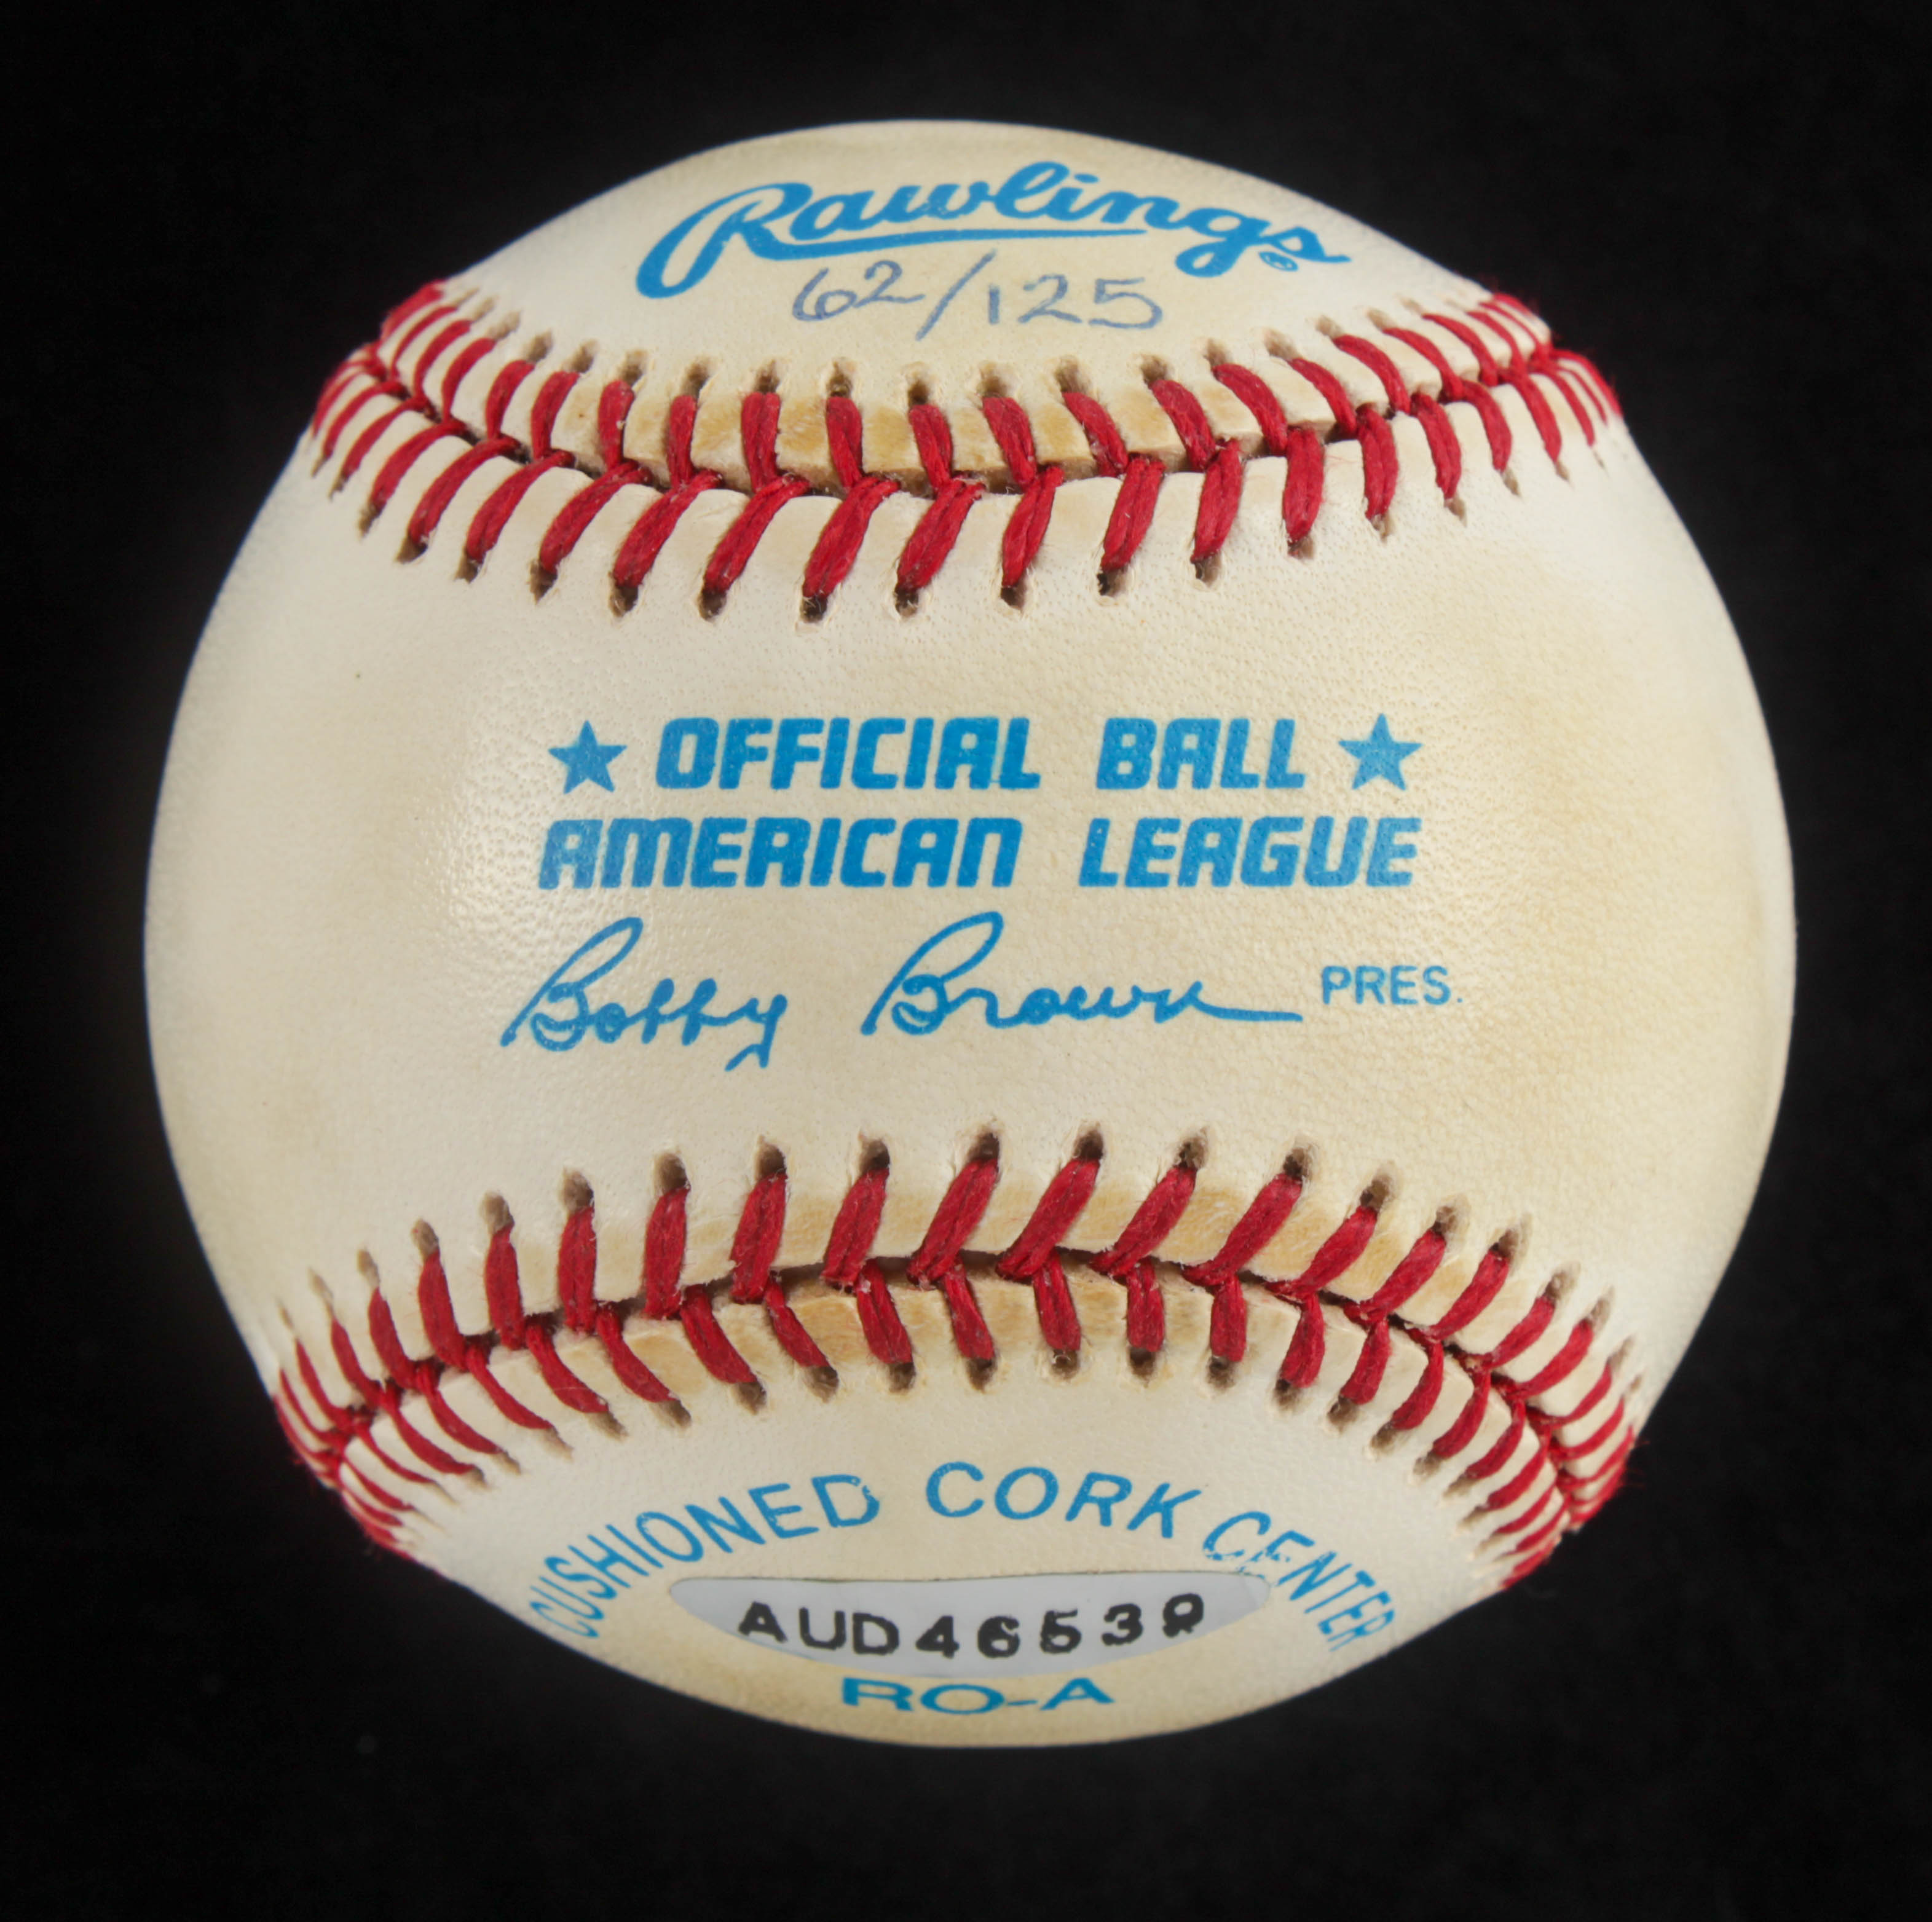 Rawlings®
62/125
★ OFFICIAL BALL ★
AMERICAN LEAGUE
Bobby Brown PRES.
CUSHIONED CORK CENTER
AUD46539
RO-A